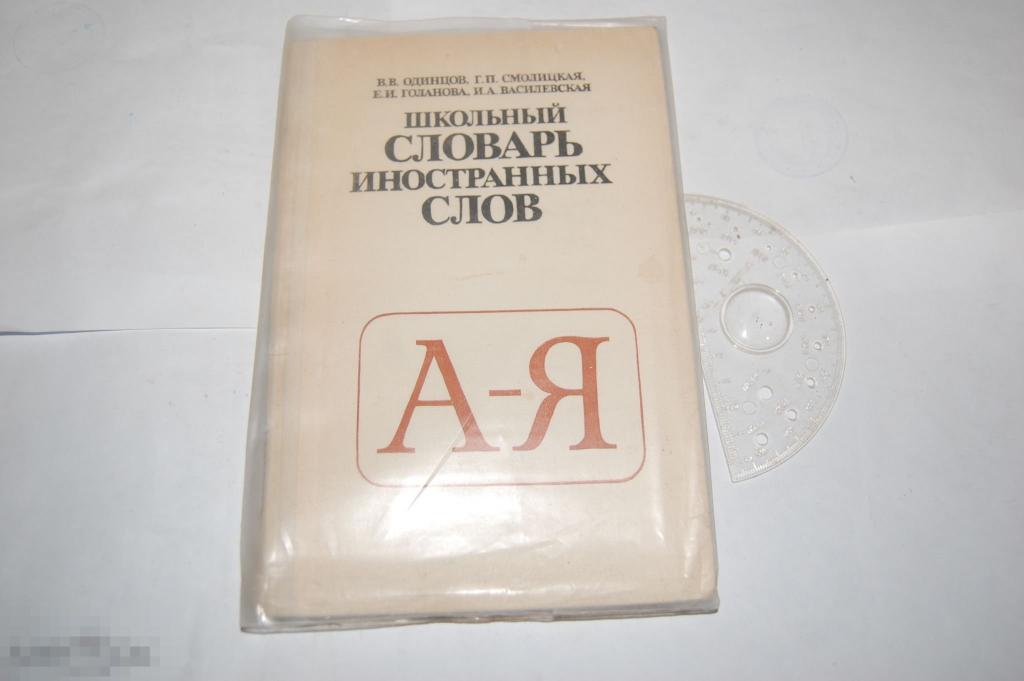 В.В. ОДИНЦОВ, Г.П. СМОЛИЦКАЯ,
Е.И. ГОЛАНОВА, И.А. ВАСИЛЕВСКАЯ
ШКОЛЬНЫЙ
СЛОВАРЬ
ИНОСТРАННЫХ
СЛОВ
А-Я